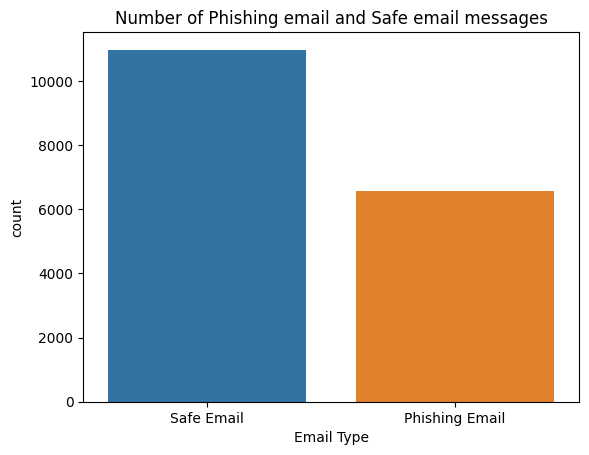 Number of Phishing email and Safe email messages
10000
8000
6000
4000
2000
0
count
Safe Email
Phishing Email
Email Type